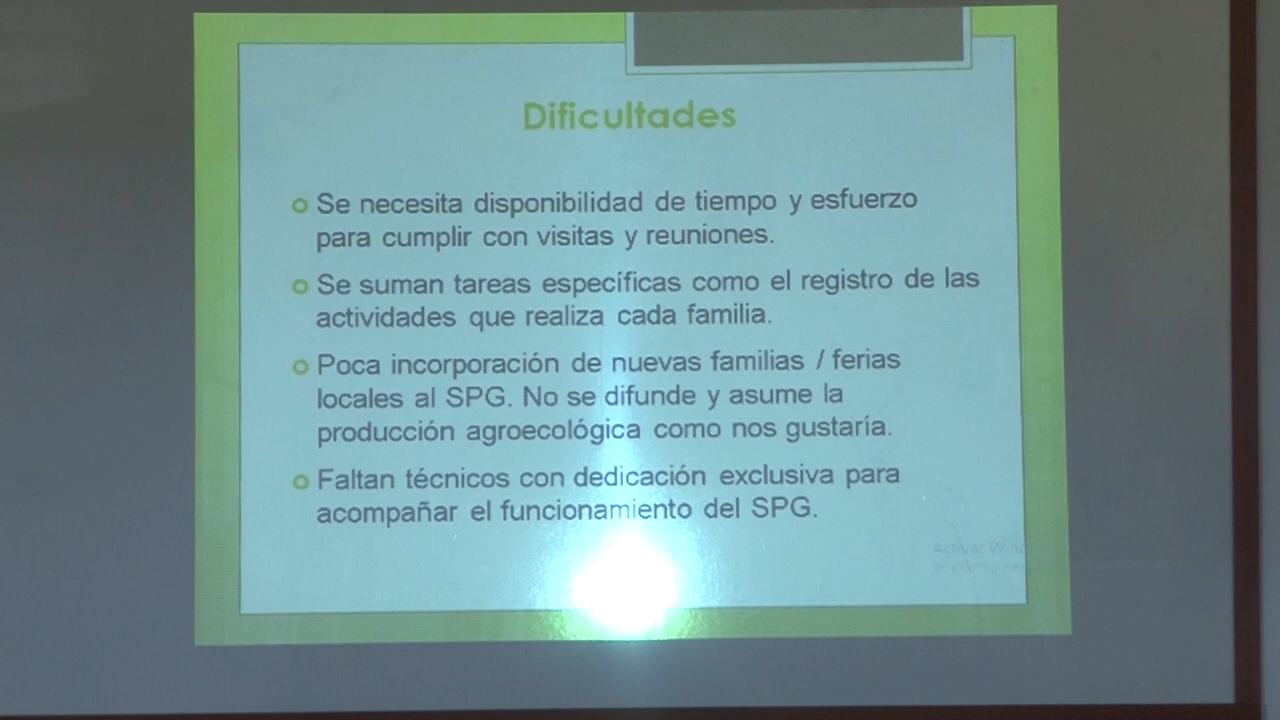 Dificultades
Se necesita disponibilidad de tiempo y esfuerzo
para cumplir con visitas y reuniones.
Se suman tareas específicas como el registro de las
actividades que realiza cada familia.
Poca incorporación de nuevas familias / ferias
locales al SPG. No se difunde y asume la
producción agroecológica como nos gustaría.
Faltan técnicos con dedicación exclusiva para
acompañar el funcionamiento del SPG.
Activar